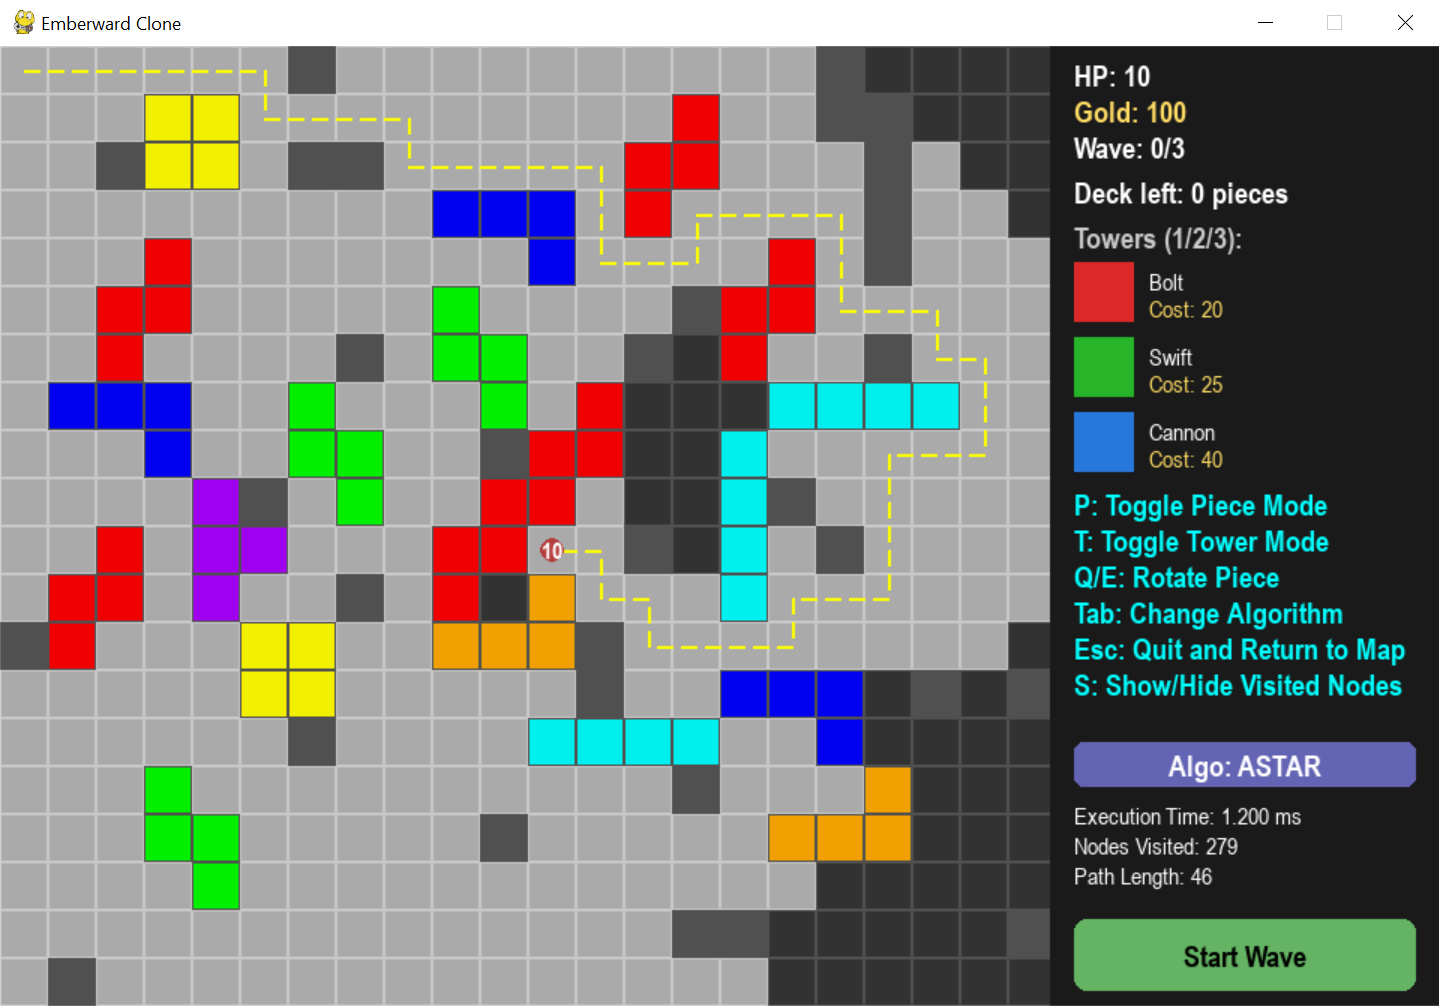 Emberward Clone
HP: 10
Gold: 100
Wave: 0/3
Deck left: 0 pieces
Towers (1/2/3):
Bolt
Cost: 20
Swift
Cost: 25
Cannon
Cost: 40
P: Toggle Piece Mode
T: Toggle Tower Mode
Q/E: Rotate Piece
Tab: Change Algorithm
Esc: Quit and Return to Map
S: Show/Hide Visited Nodes
Algo: ASTAR
Execution Time: 1.200 ms
Nodes Visited: 279
Path Length: 46
Start Wave
10